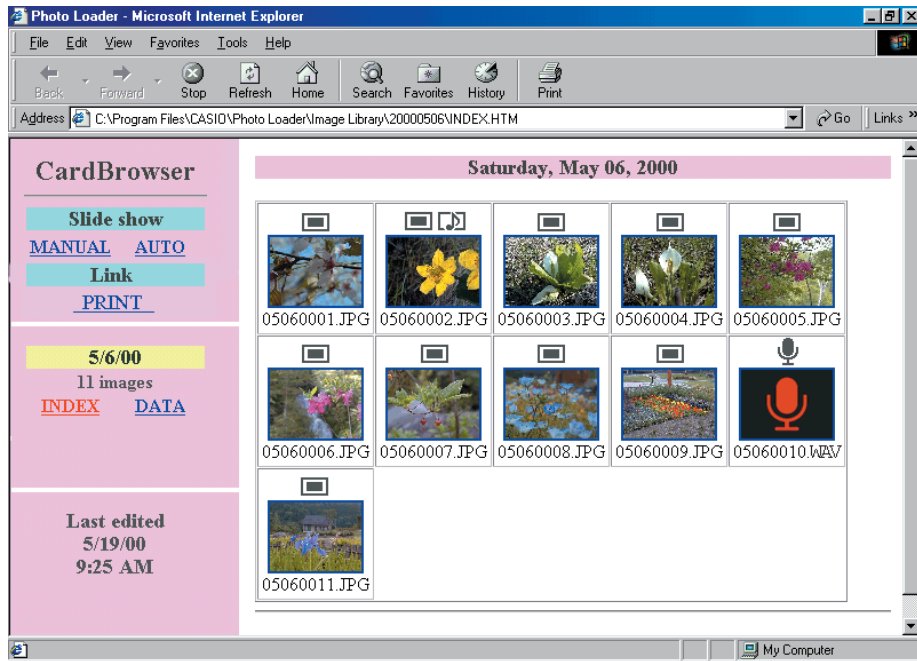 Photo Loader - Microsoft Internet Explorer
File Edit View Favorites Tools Help
Back Forward Stop Refresh Home Search Favorites History Print
Address C:\Program Files\CASIO\Photo Loader\Image Library\20000506\INDEX.HTM Go Links »
CardBrowser
Slide show
MANUAL AUTO
Link
PRINT
5/6/00
11 images
INDEX DATA
Last edited
5/19/00
9:25 AM
Saturday, May 06, 2000
05060001.JPG 05060002.JPG 05060003.JPG 05060004.JPG 05060005.JPG
05060006.JPG 05060007.JPG 05060008.JPG 05060009.JPG 05060010.WAV
05060011.JPG
My Computer